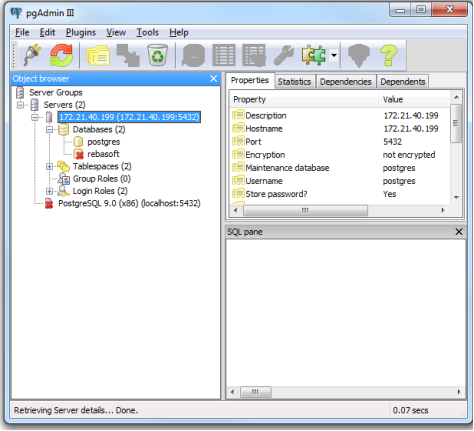 pgAdmin III
File Edit Plugins View Tools Help
Object browser
Server Groups
Servers (2)
172.21.40.199 (172.21.40.199:5432)
Databases (2)
postgres
rebasoft
Tablespaces (2)
Group Roles (0)
Login Roles (2)
PostgreSQL 9.0 (x86) (localhost:5432)
Properties Statistics Dependencies Dependents
Property Value
Description 172.21.40.199
Hostname 172.21.40.199
Port 5432
Encryption not encrypted
Maintenance database postgres
Username postgres
Store password? Yes
SQL pane
Retrieving Server details... Done. 0.07 secs